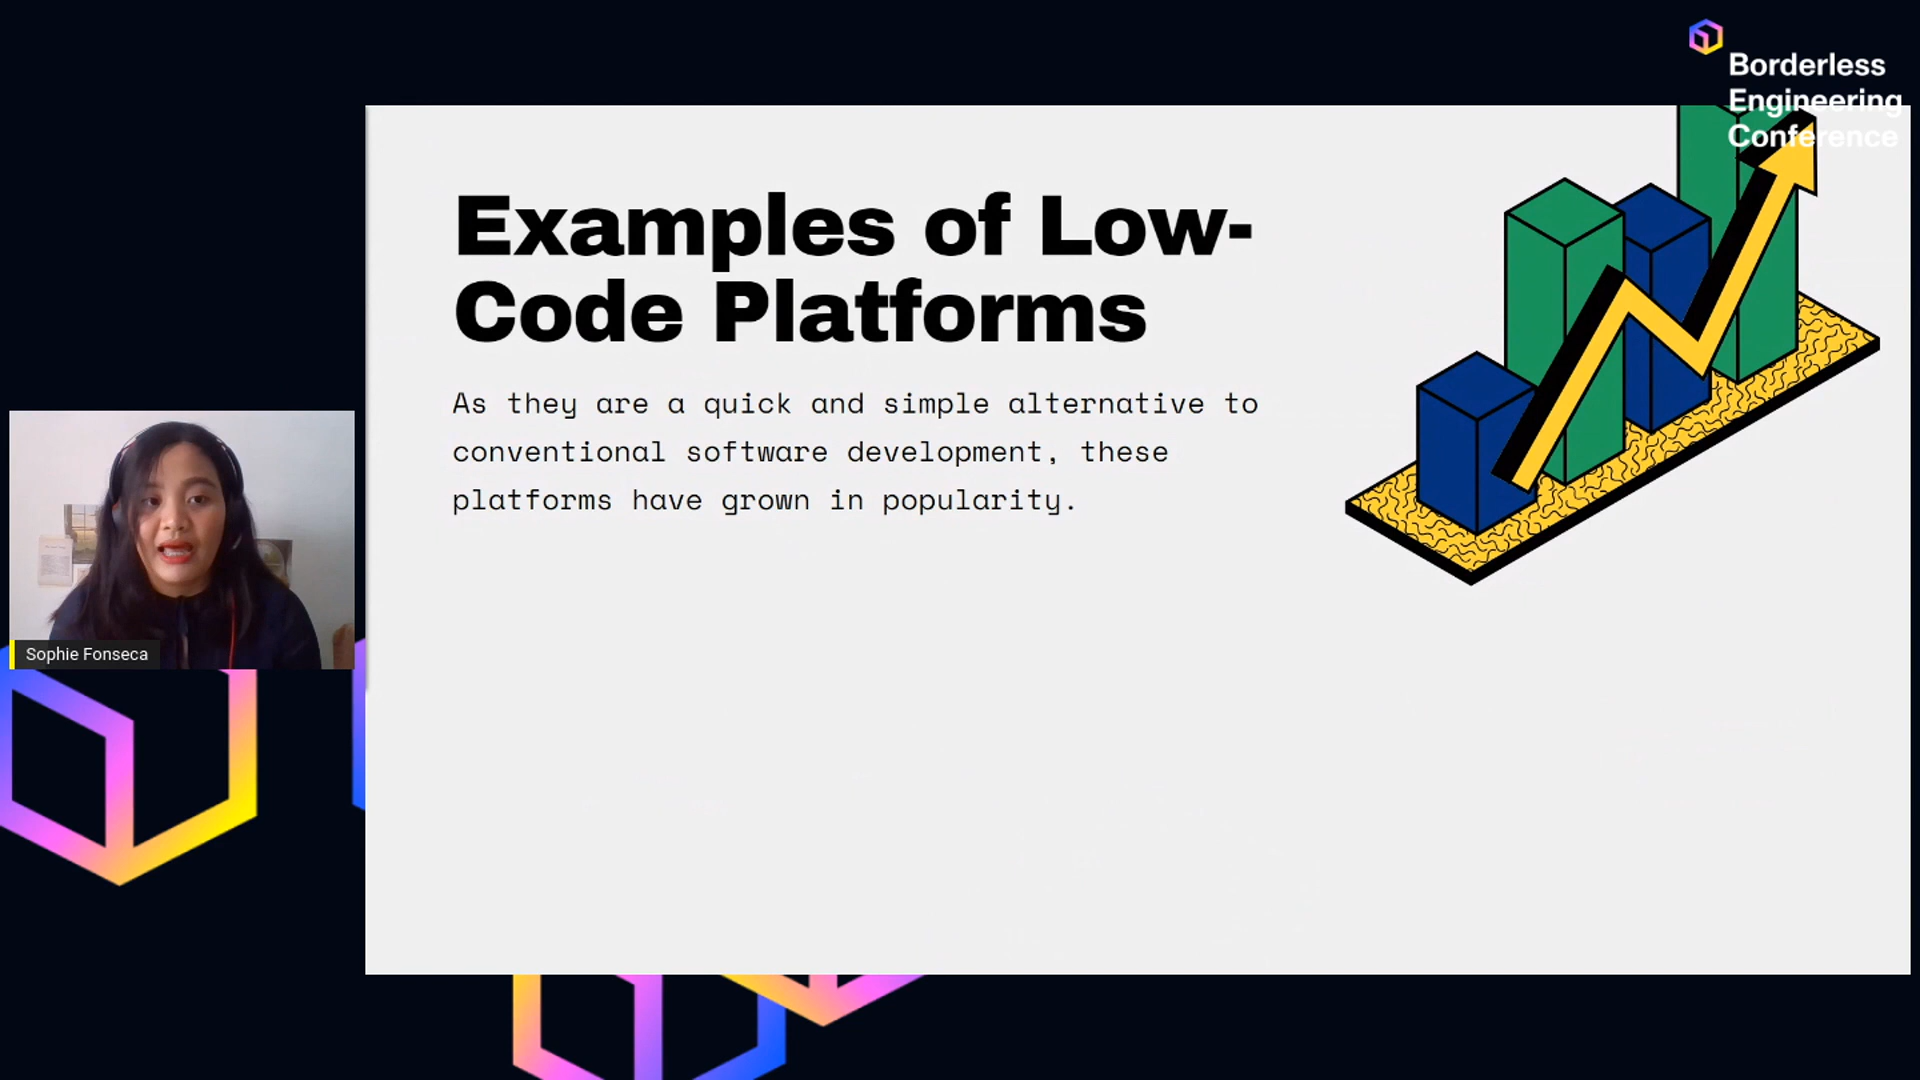 Borderless
Engineering
Conference
Examples of Low-
Code Platforms
As they are a quick and simple alternative to
conventional software development, these
platforms have grown in popularity.
Sophie Fonseca